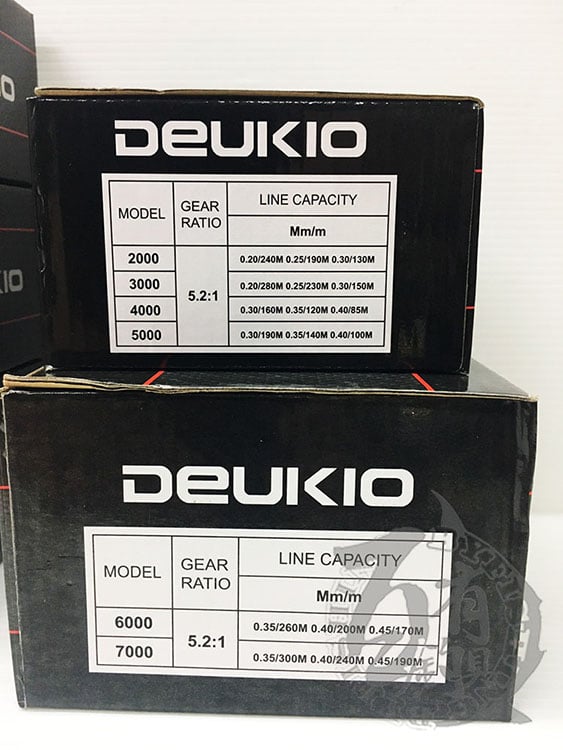 DEUKIO
MODEL GEAR RATIO LINE CAPACITY
Mm/m
2000 5.2:1 0.20/240M 0.25/190M 0.30/130M
3000 0.20/280M 0.25/230M 0.30/150M
4000 0.30/160M 0.35/120M 0.40/85M
5000 0.30/190M 0.35/140M 0.40/100M
DEUKIO
MODEL GEAR RATIO LINE CAPACITY
Mm/m
6000 5.2:1 0.35/260M 0.40/200M 0.45/170M
7000 0.35/300M 0.40/240M 0.45/190M